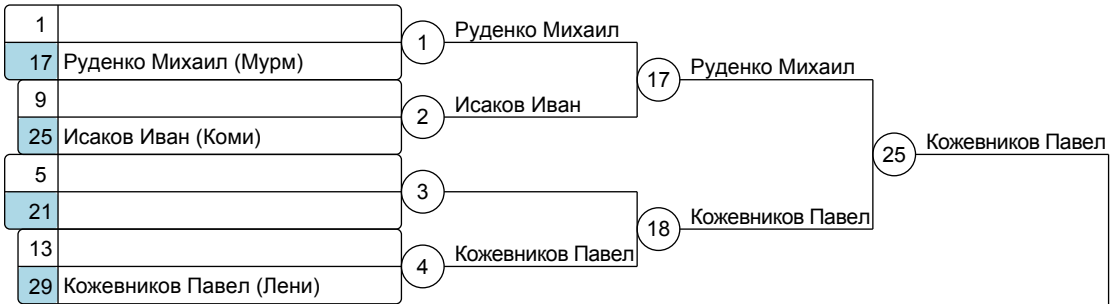 1
Руденко Михаил
17 Руденко Михаил (Мурм)
1
Руденко Михаил
17
9
Исаков Иван
2
25 Исаков Иван (Коми)
Кожевников Павел
25
5
3
21
Кожевников Павел
18
13
Кожевников Павел
4
29 Кожевников Павел (Лени)